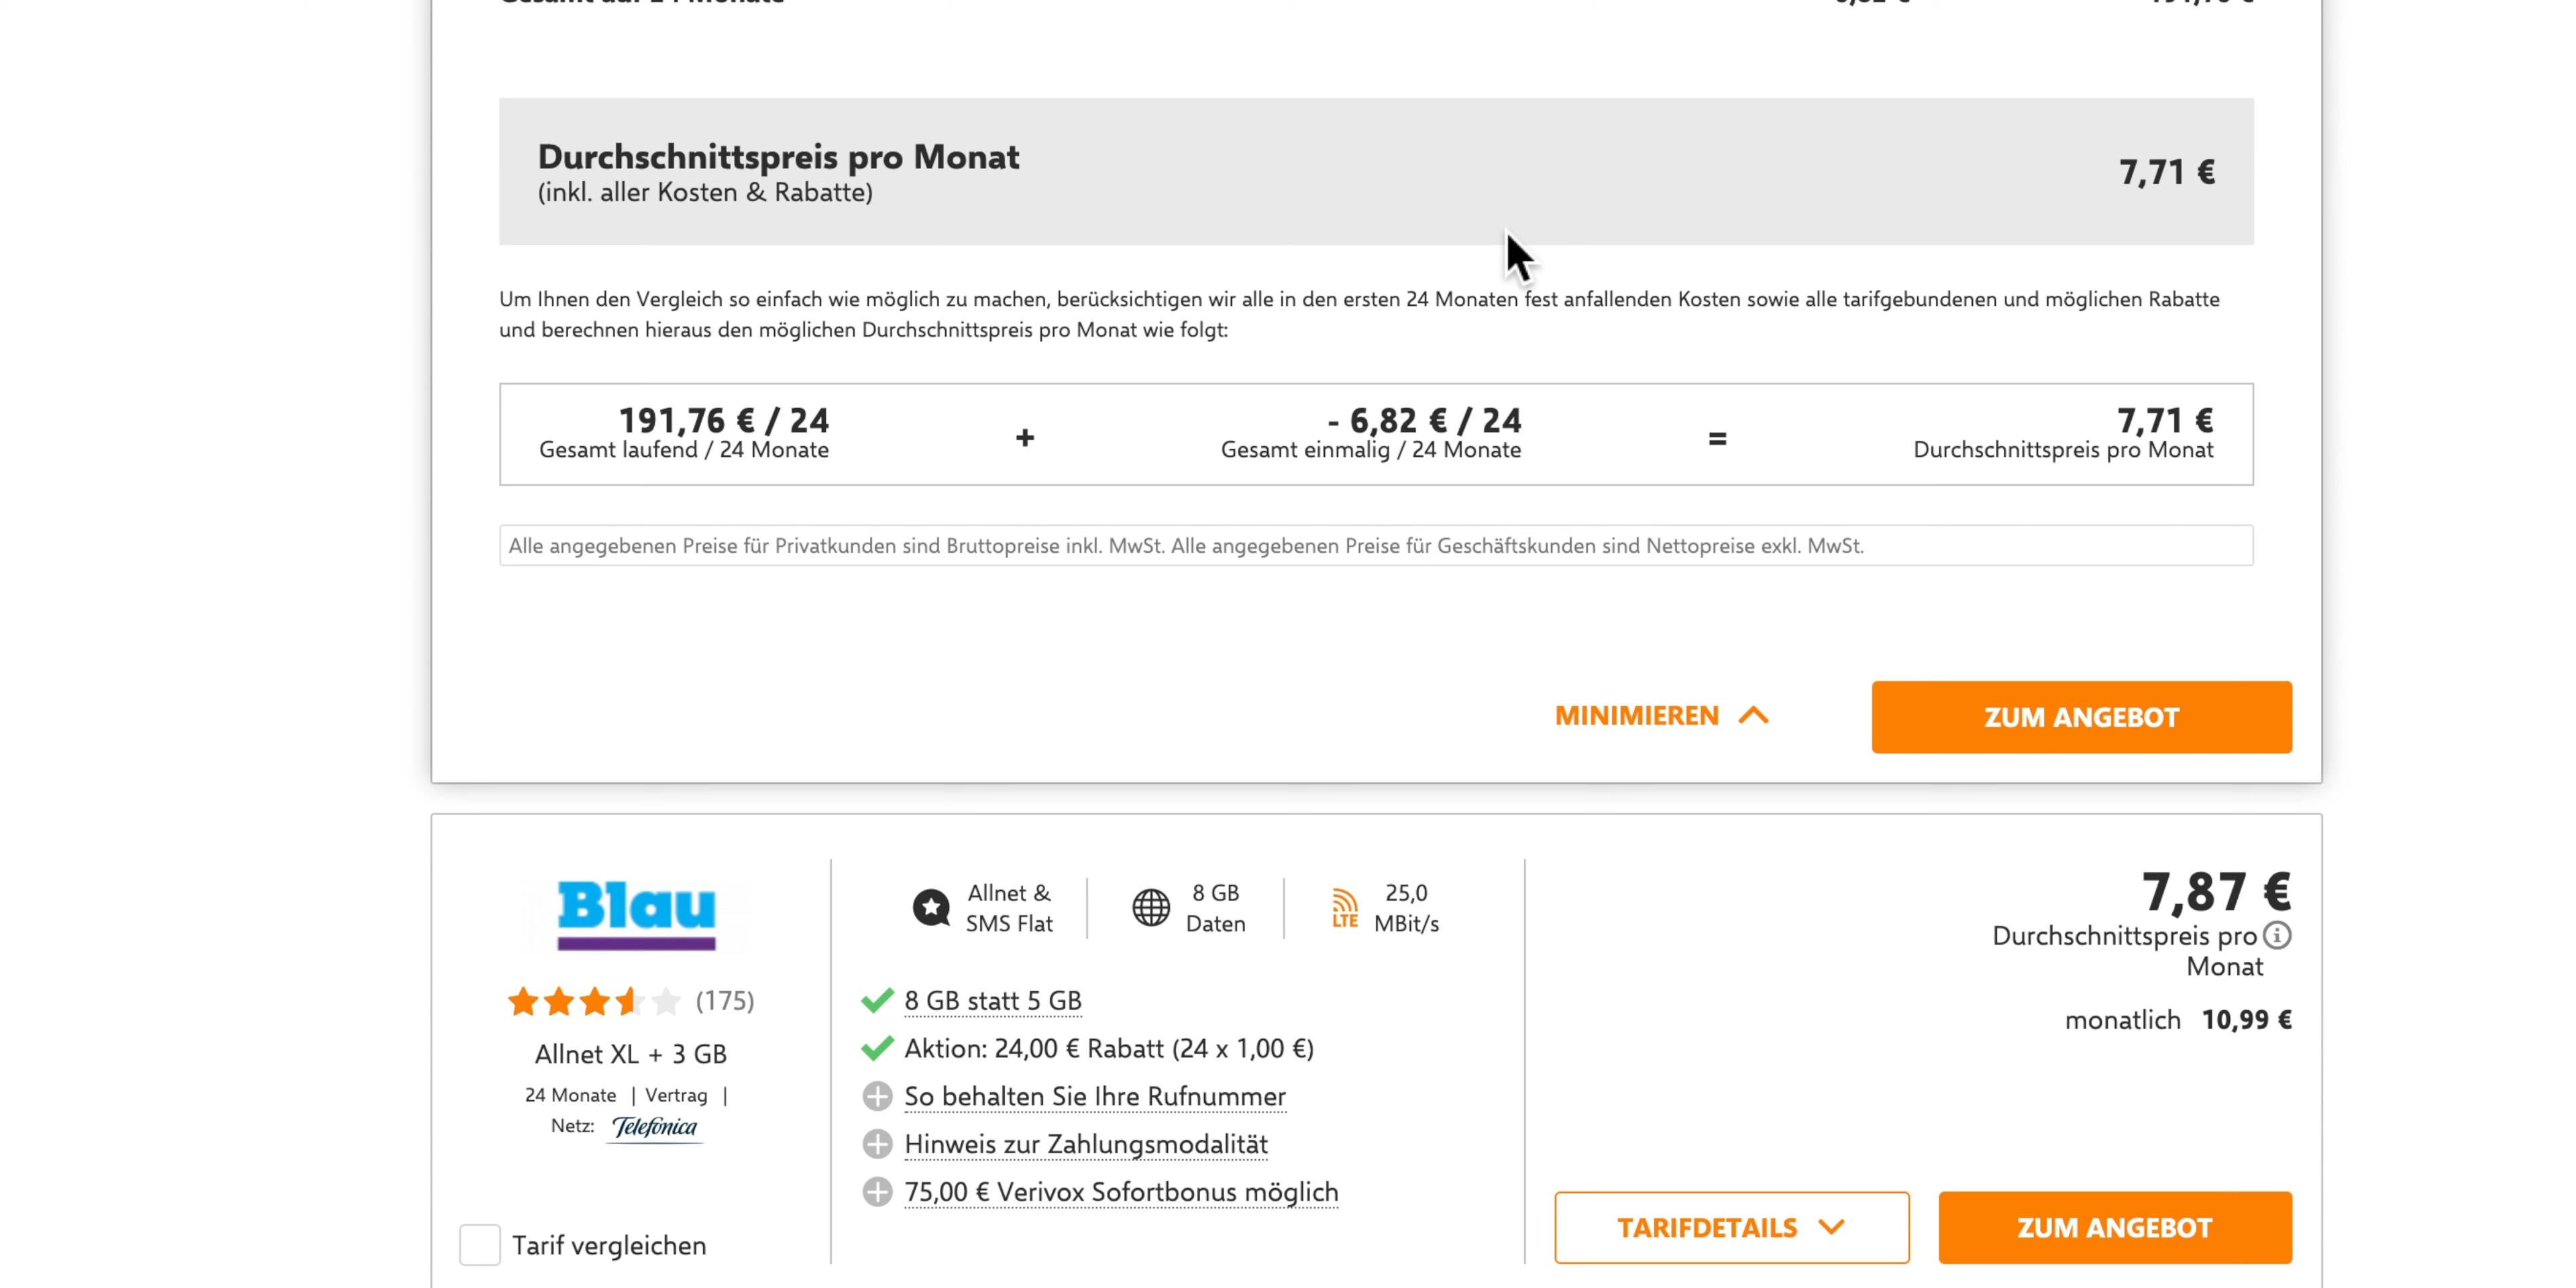 Durchschnittspreis pro Monat
(inkl. aller Kosten & Rabatte)
7,71 €
Um Ihnen den Vergleich so einfach wie möglich zu machen, berücksichtigen wir alle in den ersten 24 Monaten fest anfallenden Kosten sowie alle tarifgebundenen und möglichen Rabatte
und berechnen hieraus den möglichen Durchschnittspreis pro Monat wie folgt:
191,76 € / 24
Gesamt laufend / 24 Monate
+
- 6,82 € / 24
Gesamt einmalig / 24 Monate
=
7,71 €
Durchschnittspreis pro Monat
Alle angegebenen Preise für Privatkunden sind Bruttopreise inkl. MwSt. Alle angegebenen Preise für Geschäftskunden sind Nettopreise exkl. MwSt.
MINIMIEREN
ZUM ANGEBOT
Blau
(175)
Allnet XL + 3 GB
24 Monate | Vertrag |
Netz: Telefónica
Tarif vergleichen
Allnet &
SMS Flat
8 GB
Daten
LTE
25,0
MBit/s
8 GB statt 5 GB
Aktion: 24,00 € Rabatt (24 x 1,00 €)
So behalten Sie Ihre Rufnummer
Hinweis zur Zahlungsmodalität
75,00 € Verivox Sofortbonus möglich
7,87 €
Durchschnittspreis pro
Monat
monatlich 10,99 €
TARIFDETAILS
ZUM ANGEBOT